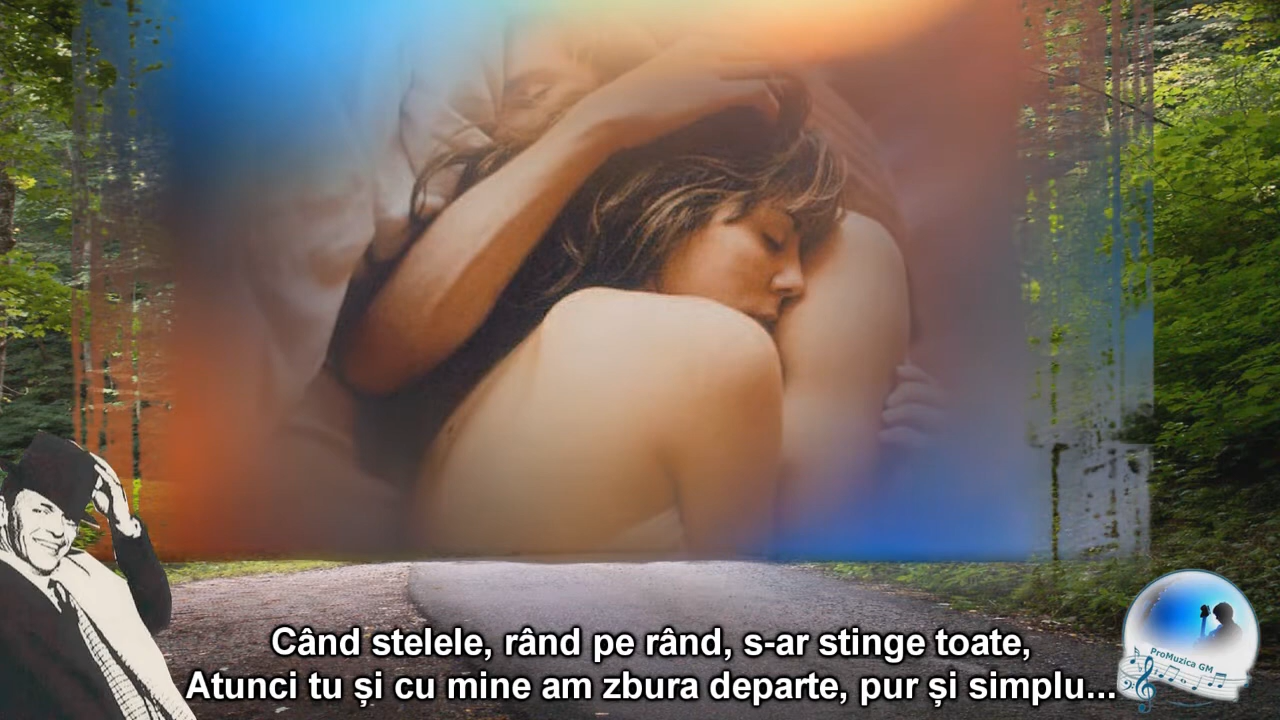 Când stelele, rând pe rând, s-ar stinge toate,
Atunci tu și cu mine am zbura departe, pur și simplu...
ProMuzica GM